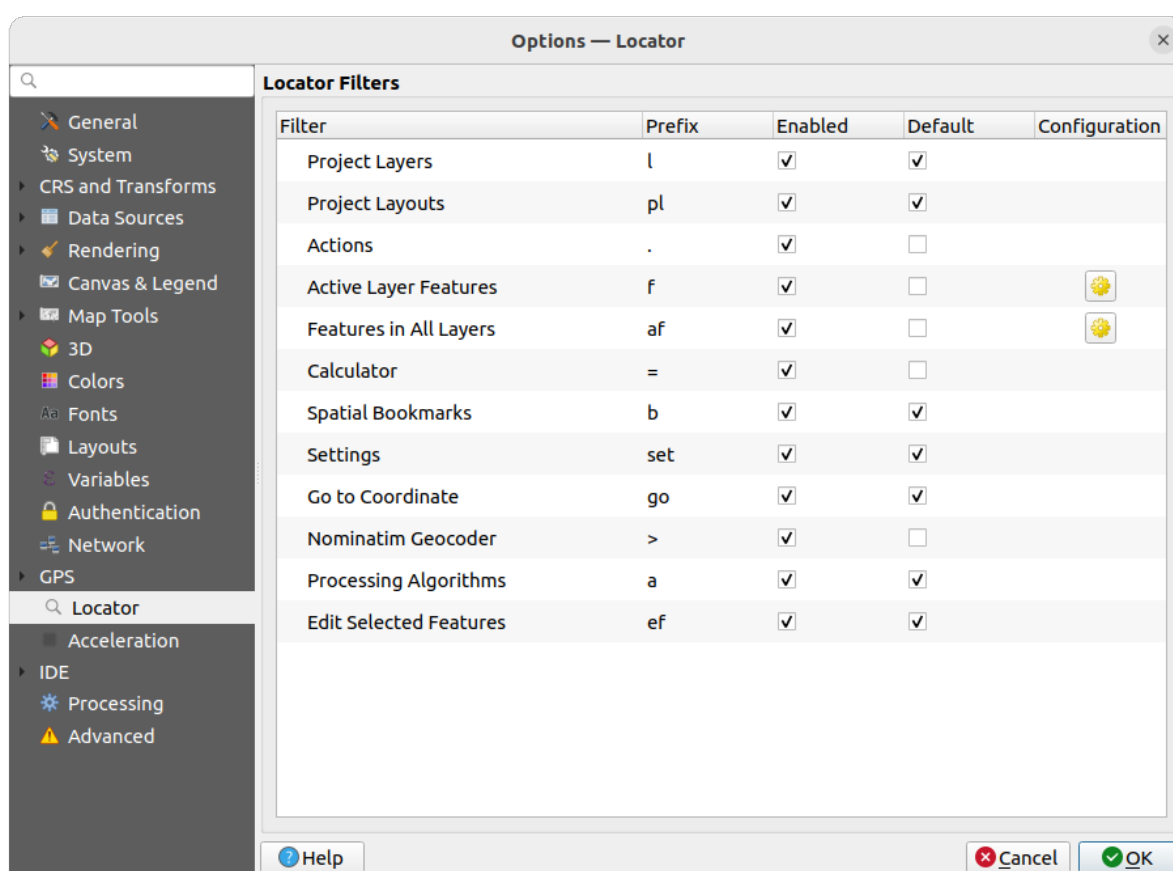 Options — Locator
Locator Filters
General
System
CRS and Transforms
Data Sources
Rendering
Canvas & Legend
Map Tools
3D
Colors
Aa Fonts
Layouts
ε Variables
Authentication
Network
GPS
Locator
Acceleration
IDE
Processing
Advanced
Filter Prefix Enabled Default Configuration
Project Layers l
Project Layouts pl
Actions .
Active Layer Features f
Features in All Layers af
Calculator =
Spatial Bookmarks b
Settings set
Go to Coordinate go
Nominatim Geocoder >
Processing Algorithms a
Edit Selected Features ef
Help Cancel OK